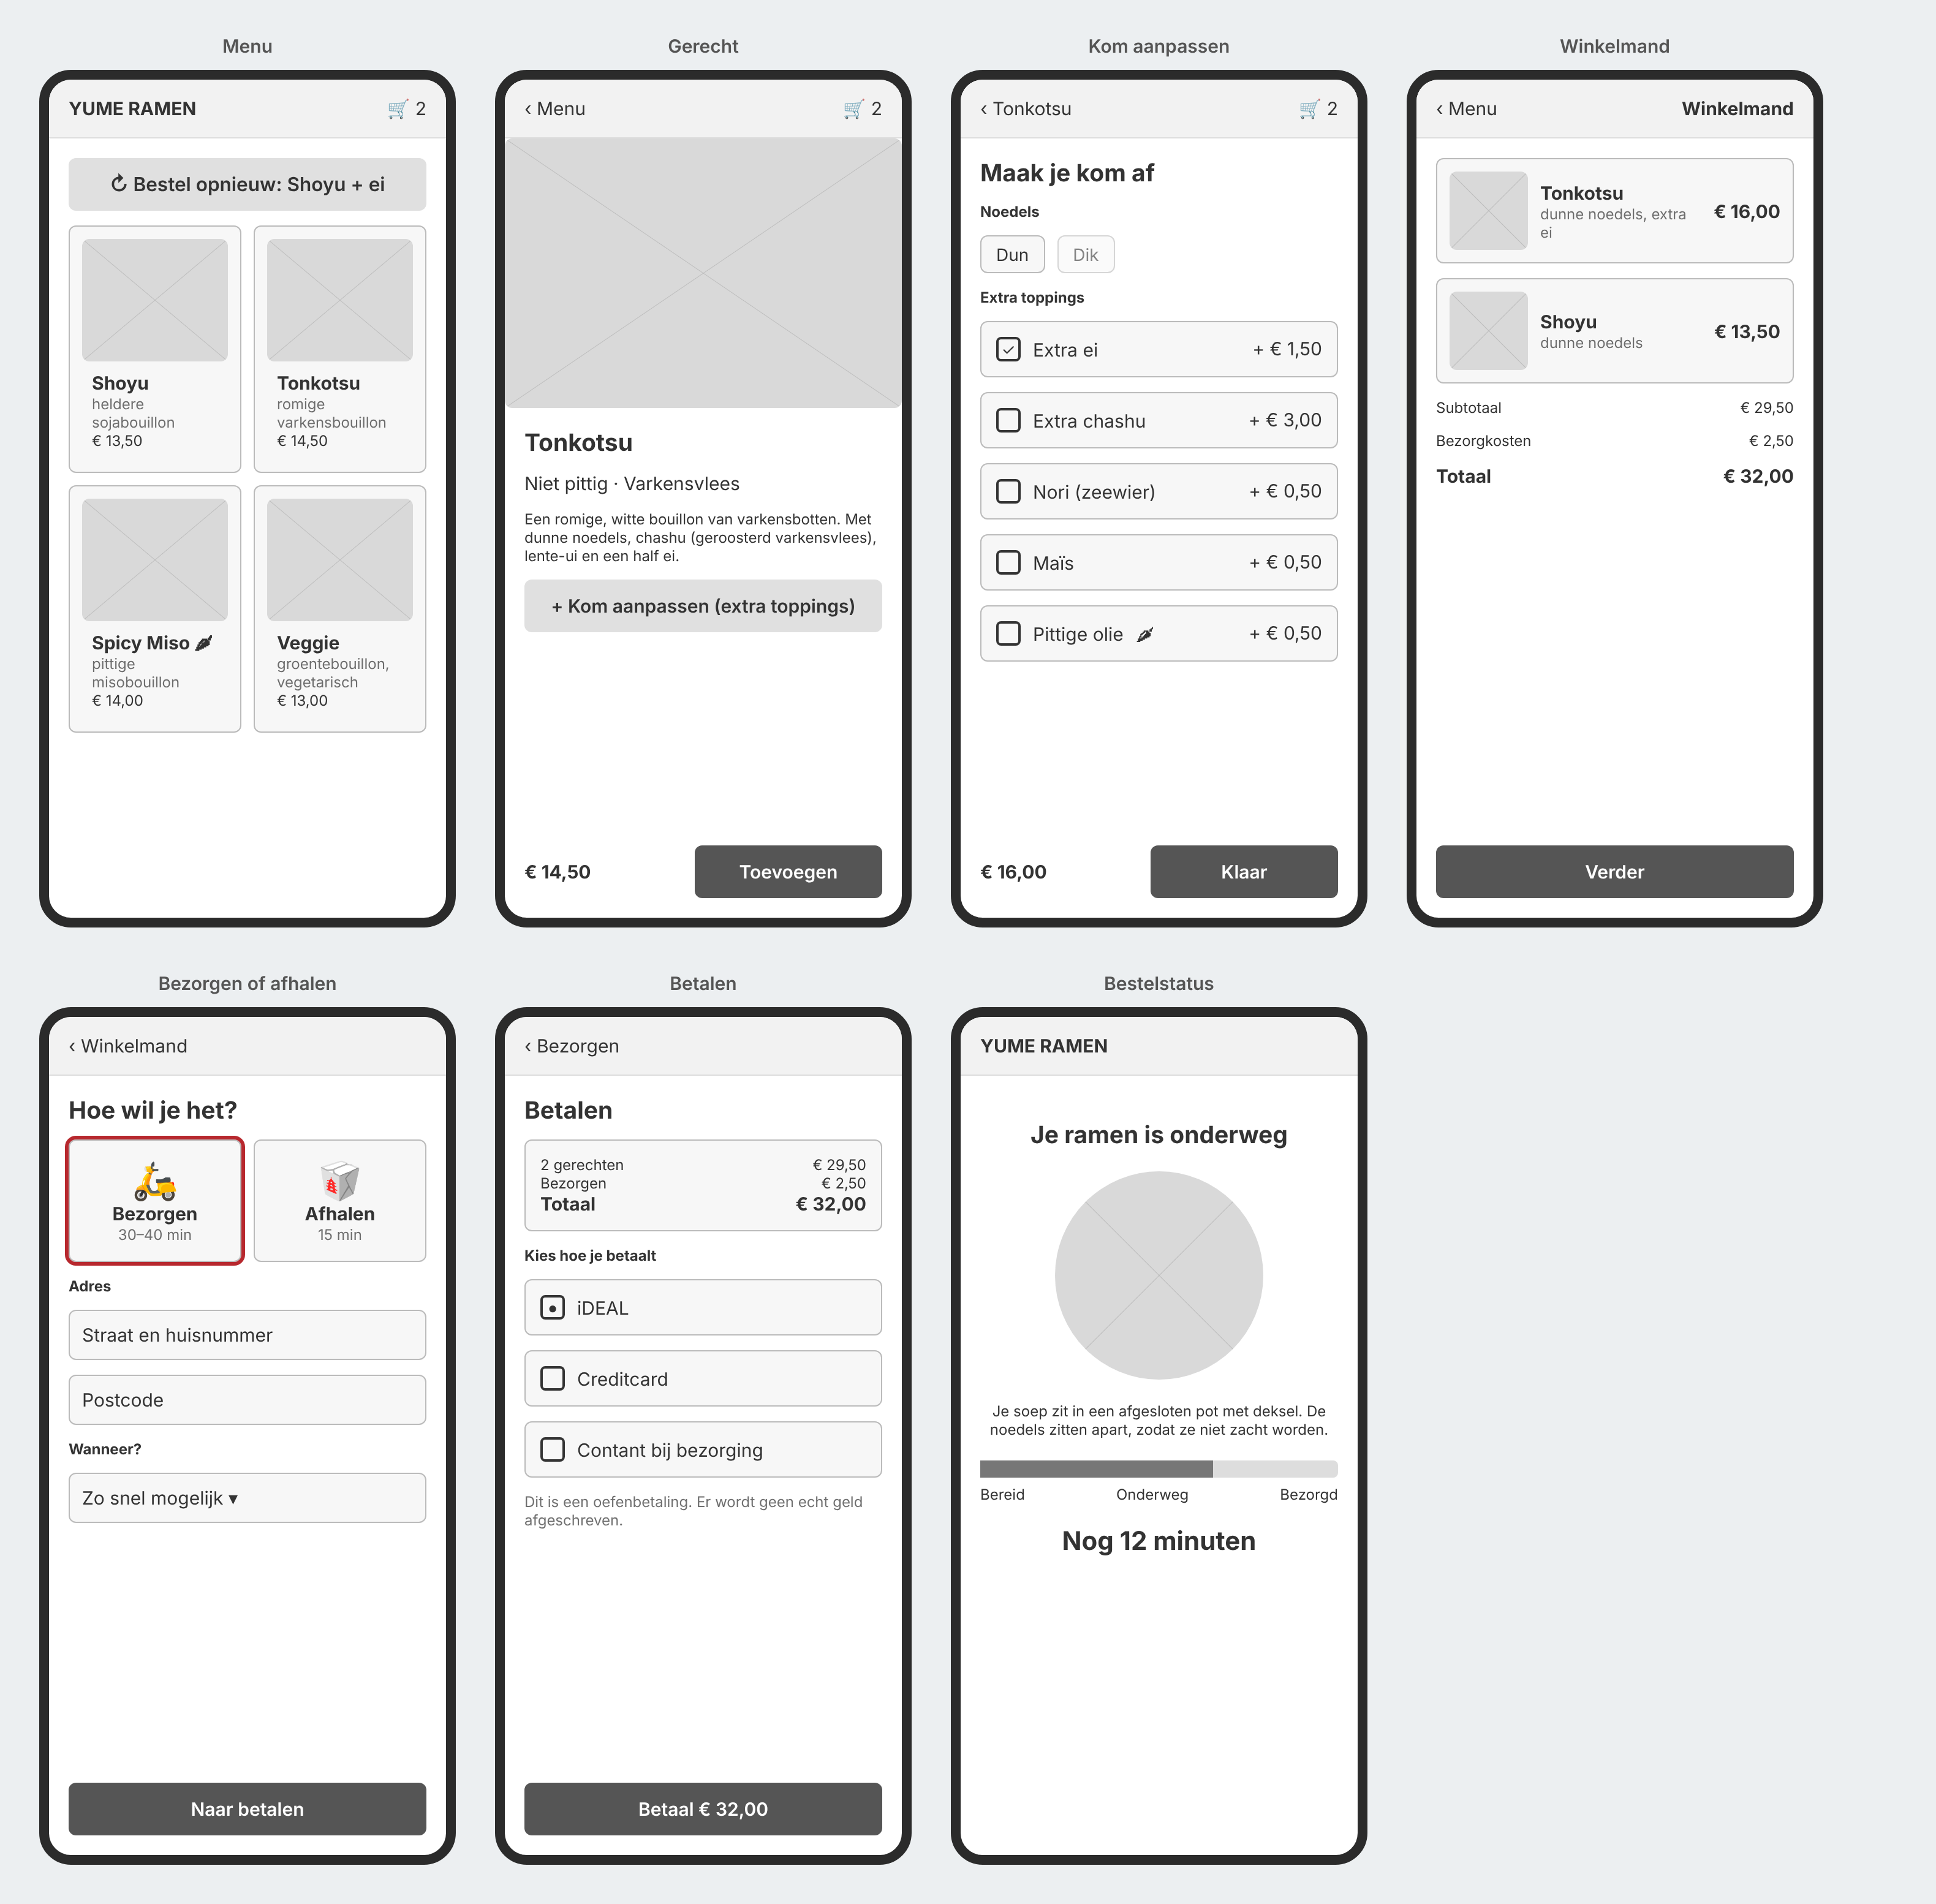 Menu
YUME RAMEN
🛒 2
↻ Bestel opnieuw: Shoyu + ei
Shoyu
heldere
sojabouillon
€ 13,50
Tonkotsu
romige
varkensbouillon
€ 14,50
Spicy Miso 🌶
pittige
misobouillon
€ 14,00
Veggie
groentebouillon,
vegetarisch
€ 13,00
Gerecht
‹ Menu
🛒 2
Tonkotsu
Niet pittig · Varkensvlees
Een romige, witte bouillon van varkensbotten. Met
dunne noedels, chashu (geroosterd varkensvlees),
lente-ui en een half ei.
+ Kom aanpassen (extra toppings)
€ 14,50
Toevoegen
Kom aanpassen
‹ Tonkotsu
🛒 2
Maak je kom af
Noedels
Dun
Dik
Extra toppings
Extra ei
+ € 1,50
Extra chashu
+ € 3,00
Nori (zeewier)
+ € 0,50
Maïs
+ € 0,50
Pittige olie 🌶
+ € 0,50
€ 16,00
Klaar
Winkelmand
‹ Menu
Winkelmand
Tonkotsu
dunne noedels, extra
ei
€ 16,00
Shoyu
dunne noedels
€ 13,50
Subtotaal
€ 29,50
Bezorgkosten
€ 2,50
Totaal
€ 32,00
Verder
Bezorgen of afhalen
‹ Winkelmand
Hoe wil je het?
Bezorgen
30–40 min
Afhalen
15 min
Adres
Straat en huisnummer
Postcode
Wanneer?
Zo snel mogelijk ▾
Naar betalen
Betalen
‹ Bezorgen
Betalen
2 gerechten
€ 29,50
Bezorgen
€ 2,50
Totaal
€ 32,00
Kies hoe je betaalt
iDEAL
Creditcard
Contant bij bezorging
Dit is een oefenbetaling. Er wordt geen echt geld
afgeschreven.
Betaal € 32,00
Bestelstatus
YUME RAMEN
Je ramen is onderweg
Je soep zit in een afgesloten pot met deksel. De
noedels zitten apart, zodat ze niet zacht worden.
Bereid
Onderweg
Bezorgd
Nog 12 minuten